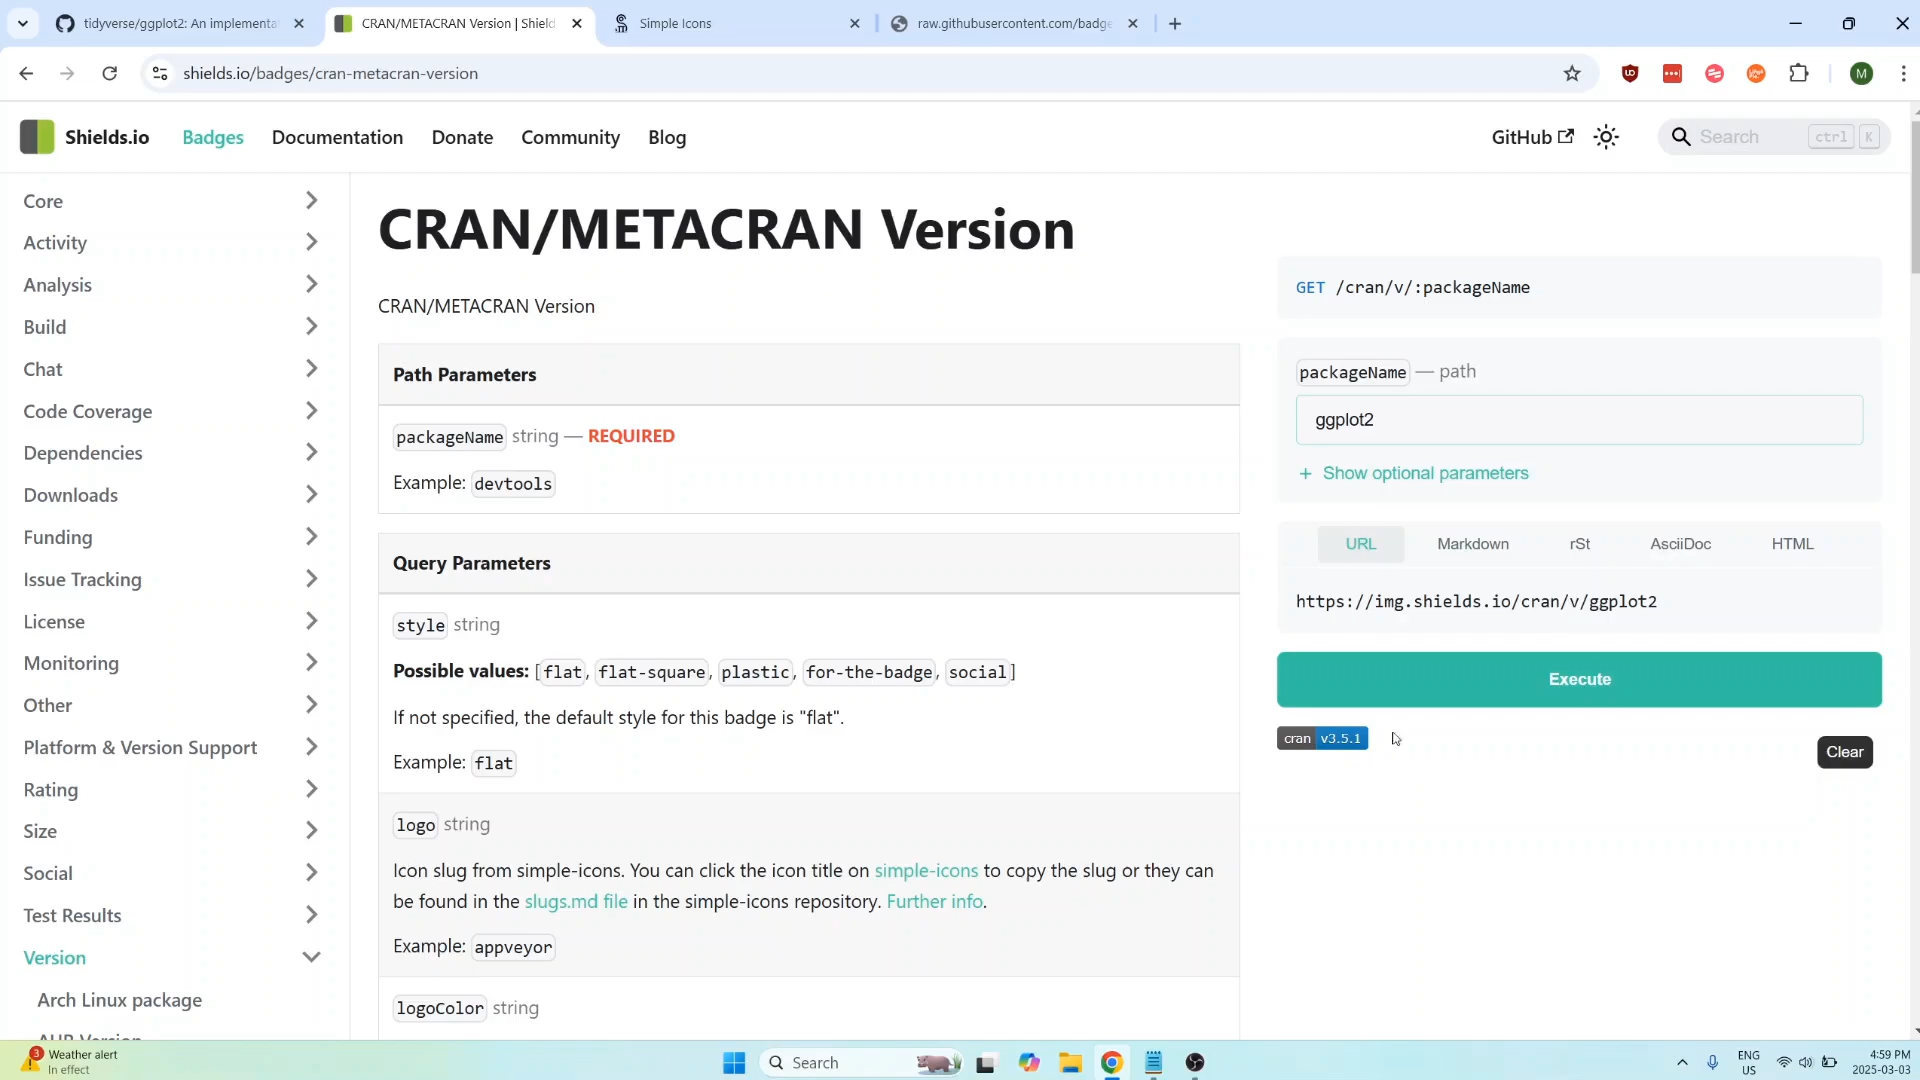 tidyverse/ggplot2: An implementa
CRAN/METACRAN Version | Shield
Simple Icons
raw.githubusercontent.com/badge
shields.io/badges/cran-metacran-version
M
Shields.io
Badges
Documentation
Donate
Community
Blog
GitHub
Search
ctrl
K
Core
Activity
Analysis
Build
Chat
Code Coverage
Dependencies
Downloads
Funding
Issue Tracking
License
Monitoring
Other
Platform & Version Support
Rating
Size
Social
Test Results
Version
Arch Linux package
AUR Version
CRAN/METACRAN Version
CRAN/METACRAN Version
Path Parameters
packageName string — REQUIRED
Example: devtools
Query Parameters
style string
Possible values: [flat, flat-square, plastic, for-the-badge, social]
If not specified, the default style for this badge is "flat".
Example: flat
logo string
Icon slug from simple-icons. You can click the icon title on simple-icons to copy the slug or they can
be found in the slugs.md file in the simple-icons repository. Further info.
Example: appveyor
logoColor string
GET /cran/v/:packageName
packageName — path
ggplot2
+ Show optional parameters
URL
Markdown
rSt
AsciiDoc
HTML
https://img.shields.io/cran/v/ggplot2
Execute
cran v3.5.1
Clear
3
Weather alert
In effect
Search
ENG
US
4:59 PM
2025-03-03